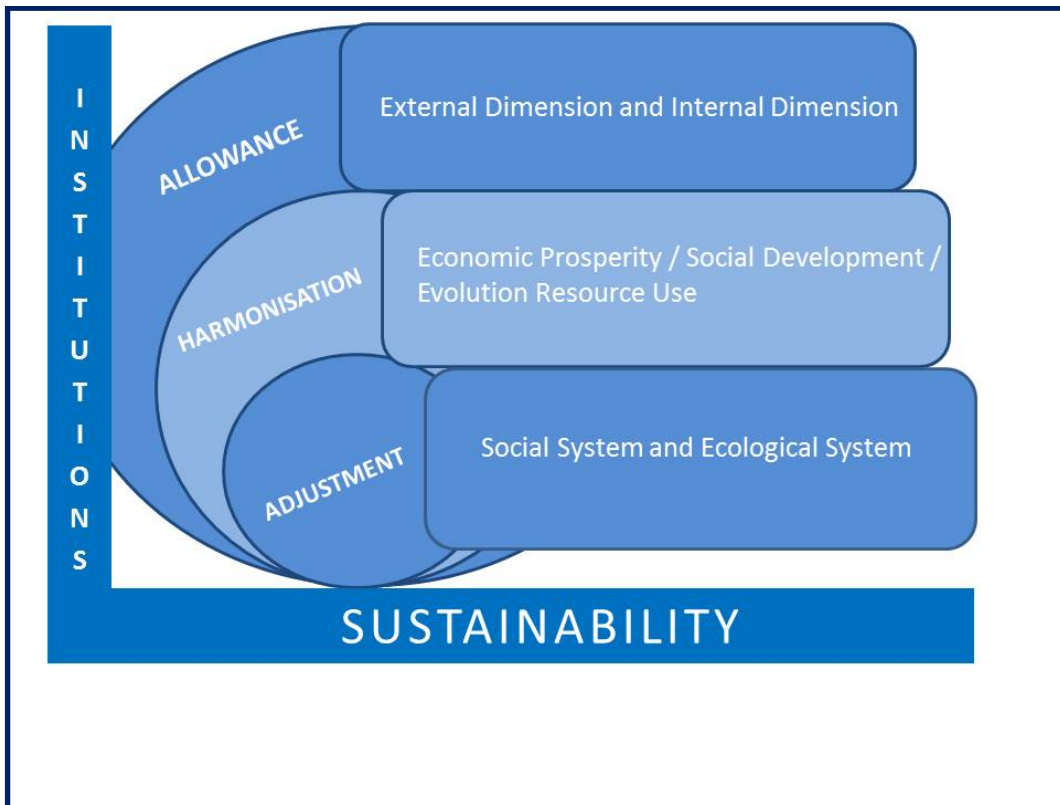 INSTITUTIONS
ALLOWANCE
External Dimension and Internal Dimension
HARMONISATION
Economic Prosperity / Social Development /
Evolution Resource Use
ADJUSTMENT
Social System and Ecological System
SUSTAINABILITY